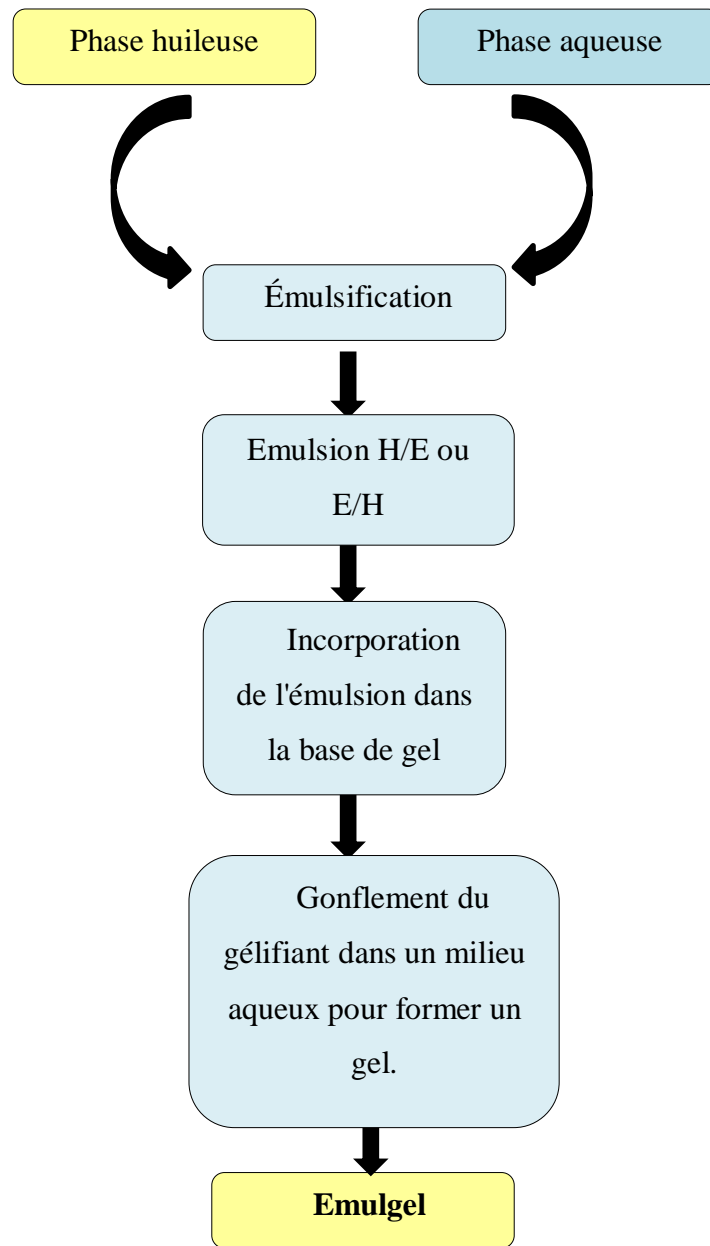 Phase huileuse
Phase aqueuse
Émulsification
Emulsion H/E ou
E/H
Incorporation
de l'émulsion dans
la base de gel
Gonflement du
gélifiant dans un milieu
aqueux pour former un
gel.
Emulgel